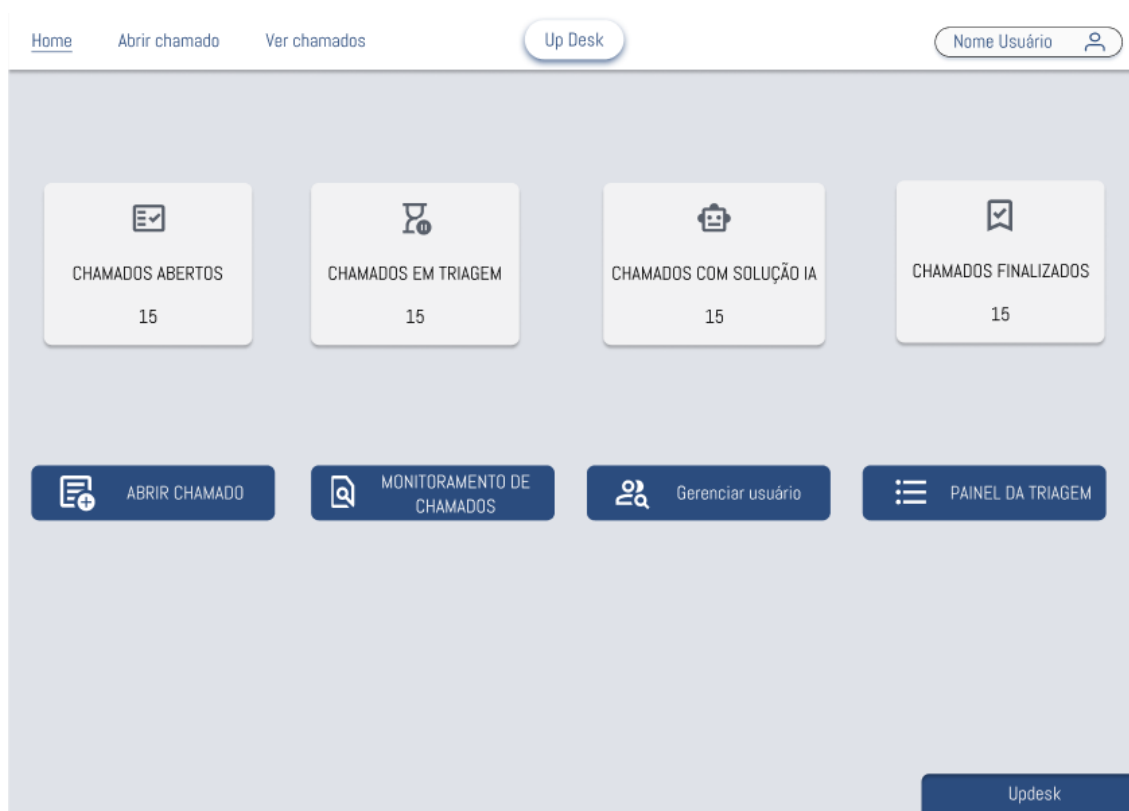 Home Abrir chamado Ver chamados Up Desk Nome Usuário
CHAMADOS ABERTOS
15
CHAMADOS EM TRIAGEM
15
CHAMADOS COM SOLUÇÃO IA
15
CHAMADOS FINALIZADOS
15
ABRIR CHAMADO
MONITORAMENTO DE
CHAMADOS
Gerenciar usuário
PAINEL DA TRIAGEM
Updesk